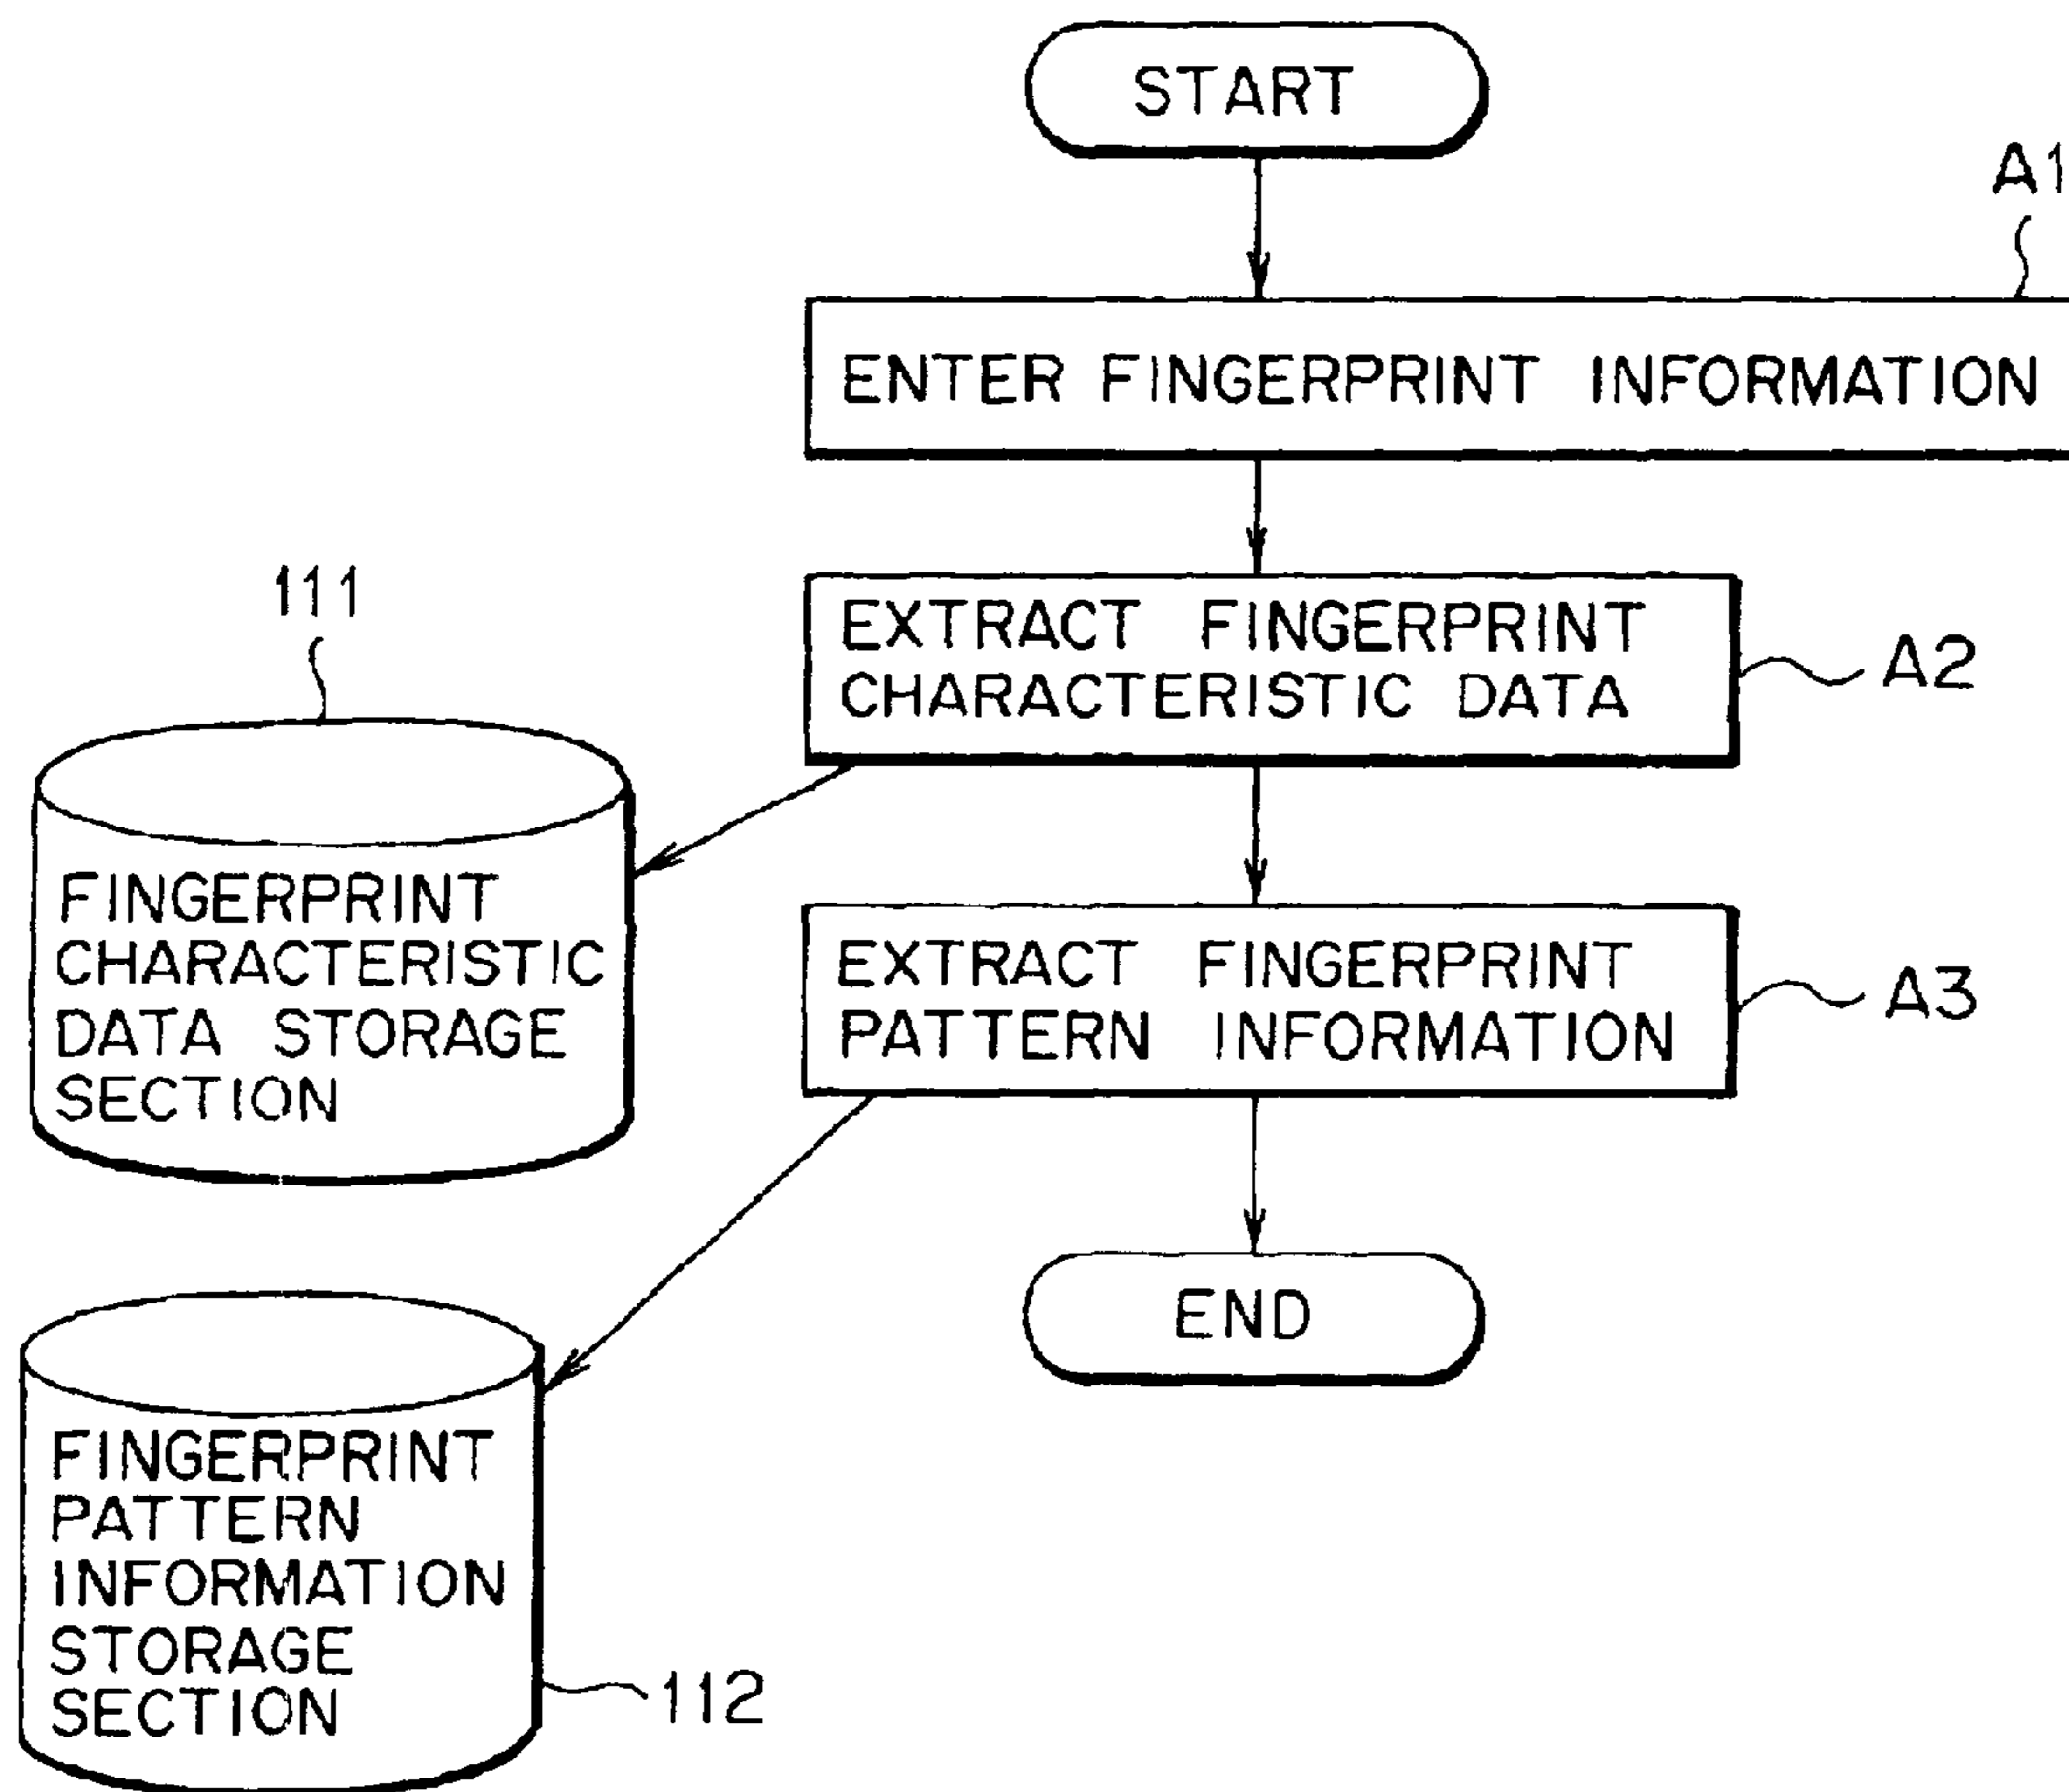 START
A1
ENTER FINGERPRINT INFORMATION
111
EXTRACT FINGERPRINT
CHARACTERISTIC DATA
A2
FINGERPRINT
CHARACTERISTIC
DATA STORAGE
SECTION
EXTRACT FINGERPRINT
PATTERN INFORMATION
A3
END
FINGERPRINT
PATTERN
INFORMATION
STORAGE
SECTION
112